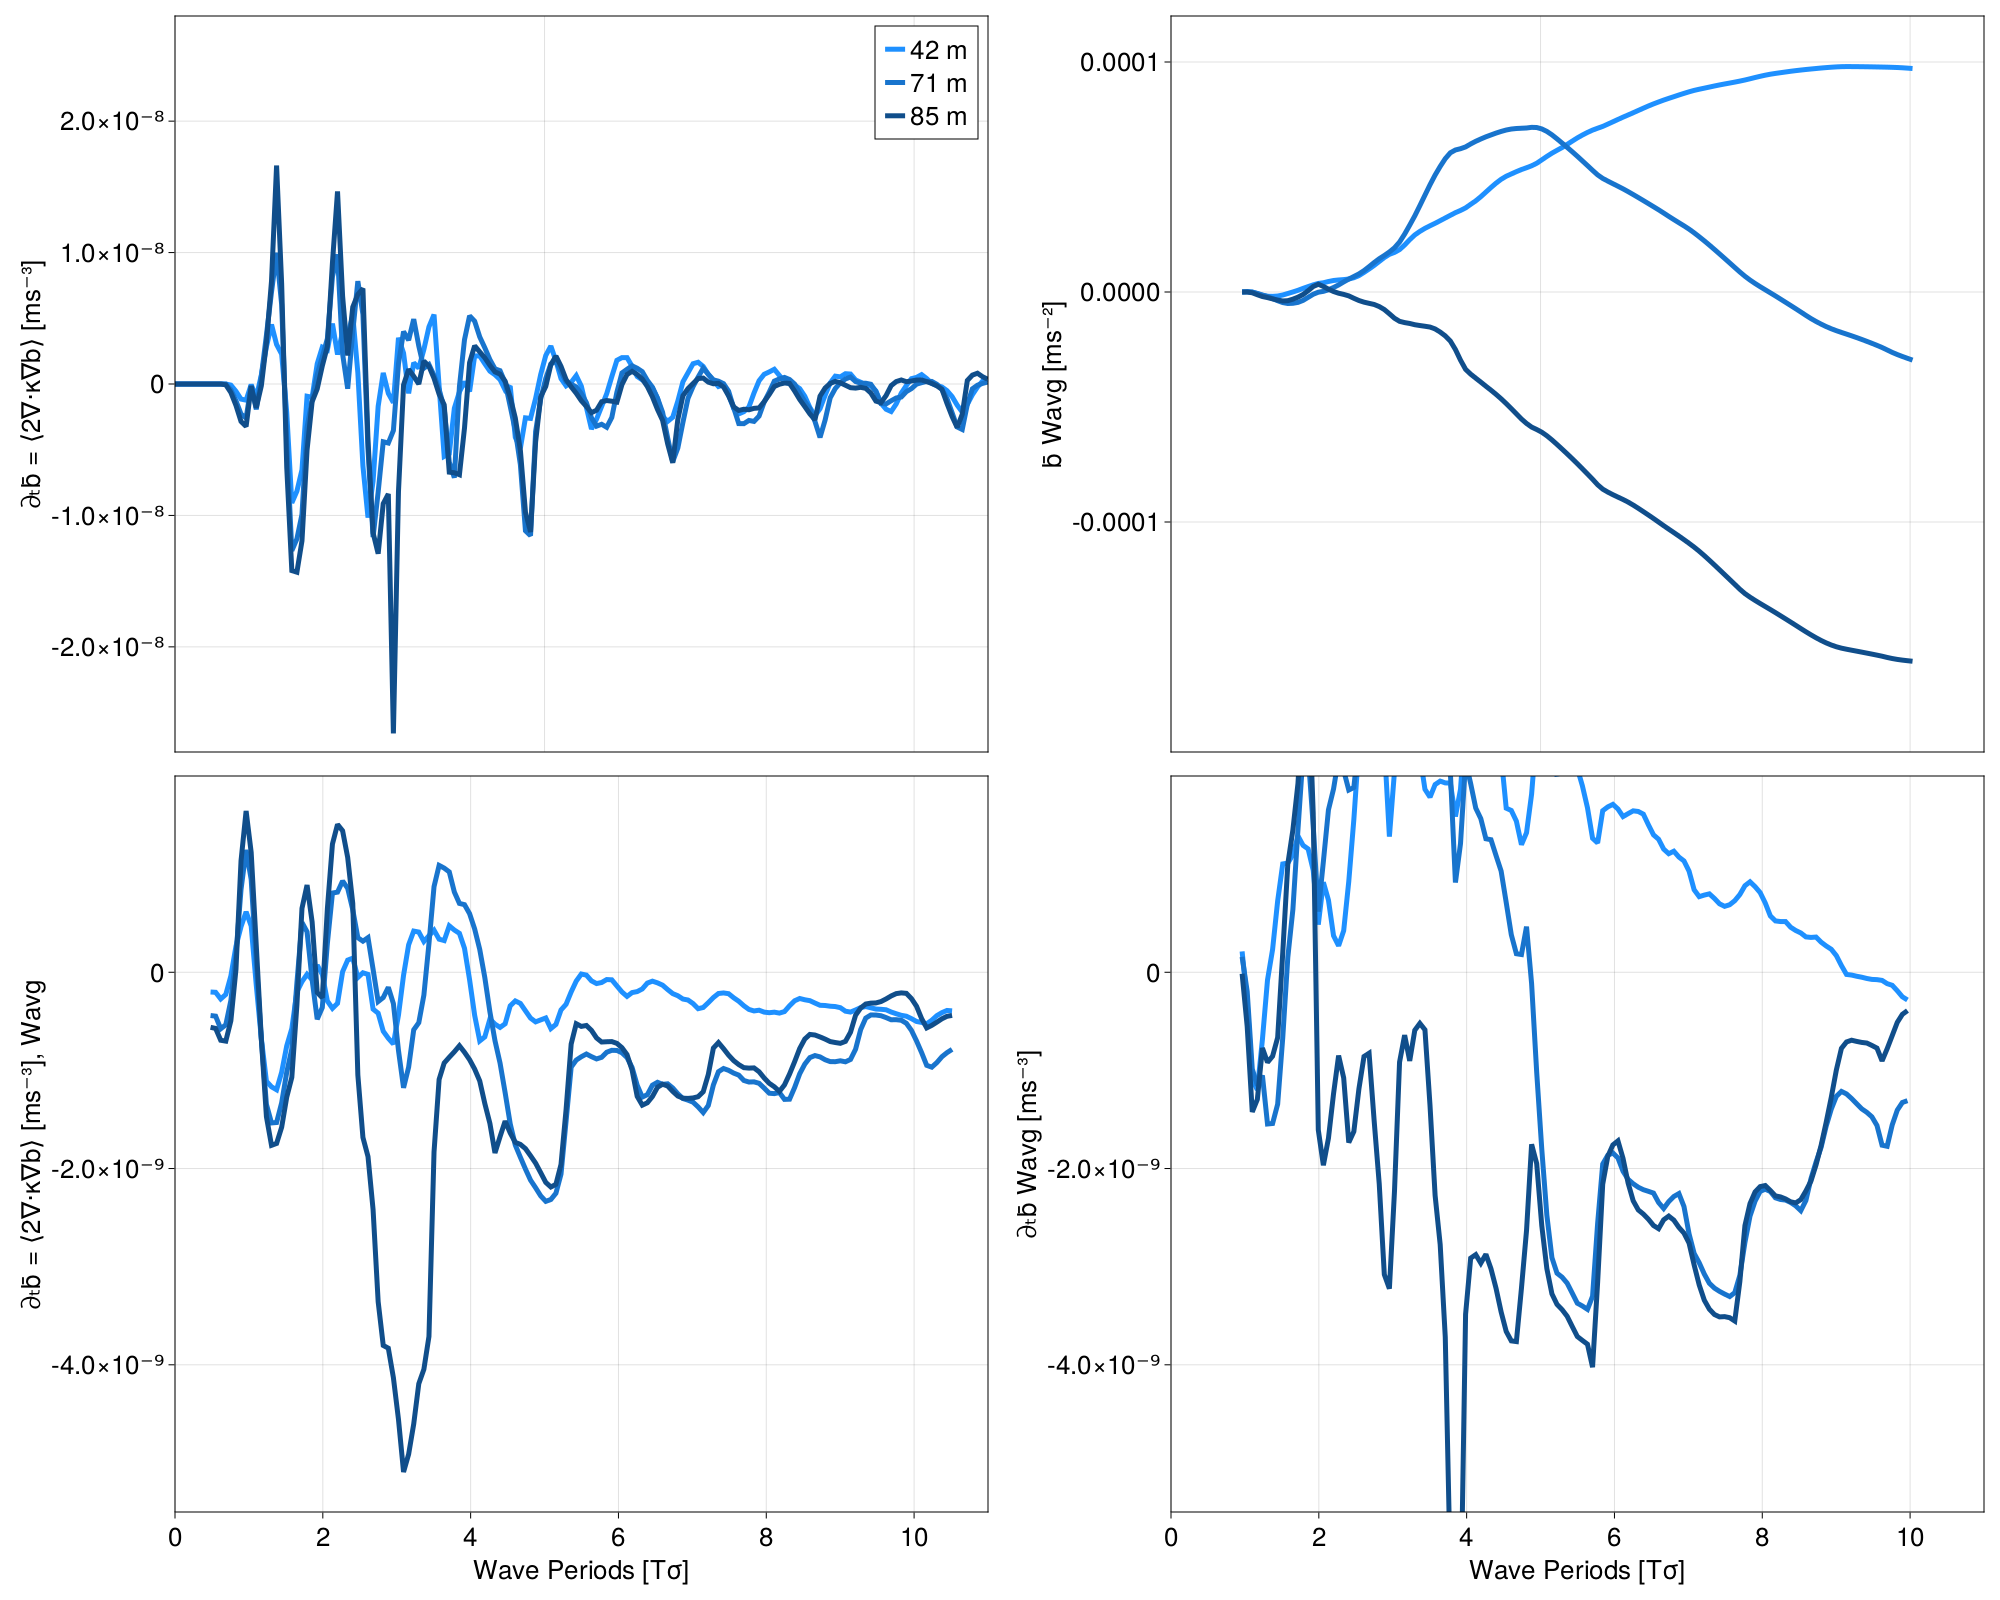 42 m
71 m
85 m
2.0×10⁻⁸
1.0×10⁻⁸
0
-1.0×10⁻⁸
-2.0×10⁻⁸
∂ₜb̄ = ⟨2∇·κ∇b⟩ [ms⁻³]
0.0001
0.0000
-0.0001
b̄ Wavg [ms⁻²]
0
-2.0×10⁻⁹
-4.0×10⁻⁹
∂ₜb̄ = ⟨2∇·κ∇b⟩ [ms⁻³], Wavg
0 2 4 6 8 10
Wave Periods [Tσ]
0
-2.0×10⁻⁹
-4.0×10⁻⁹
∂ₜb̄ Wavg [ms⁻³]
0 2 4 6 8 10
Wave Periods [Tσ]